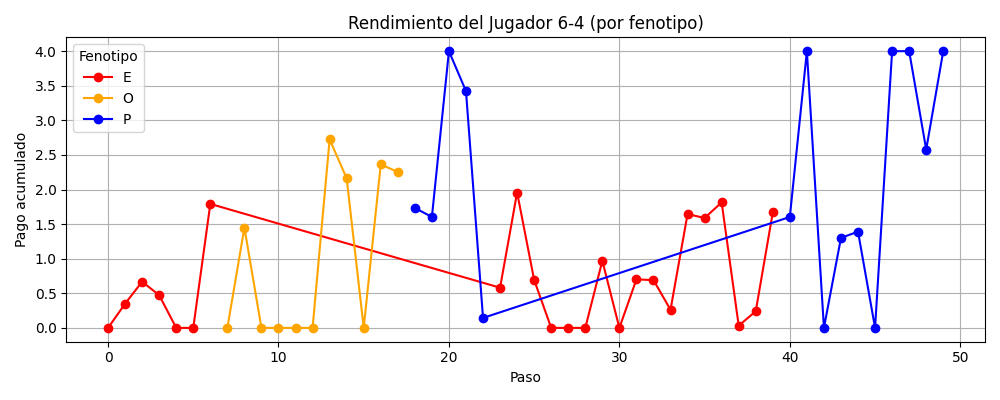 Rendimiento del Jugador 6-4 (por fenotipo)
Pago acumulado
4.0
3.5
3.0
2.5
2.0
1.5
1.0
0.5
0.0
Fenotipo
E
O
P
0 10 20 30 40 50
Paso